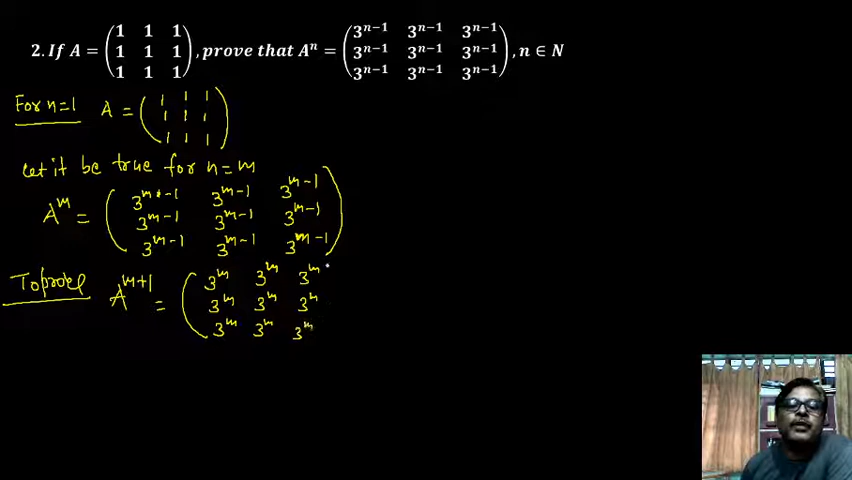 2. If A = (1 1 1
1 1 1
1 1 1), prove that Aⁿ = (3ⁿ⁻¹ 3ⁿ⁻¹ 3ⁿ⁻¹
3ⁿ⁻¹ 3ⁿ⁻¹ 3ⁿ⁻¹
3ⁿ⁻¹ 3ⁿ⁻¹ 3ⁿ⁻¹), n ∈ N
For n=1 A = (1 1 1
1 1 1
1 1 1)
Let it be true for n=m
Aᵐ = (3ᵐ⁻¹ 3ᵐ⁻¹ 3ᵐ⁻¹
3ᵐ⁻¹ 3ᵐ⁻¹ 3ᵐ⁻¹
3ᵐ⁻¹ 3ᵐ⁻¹ 3ᵐ⁻¹)
To prove Aᵐ⁺¹ = (3ᵐ 3ᵐ 3ᵐ
3ᵐ 3ᵐ 3ᵐ
3ᵐ 3ᵐ 3ᵐ